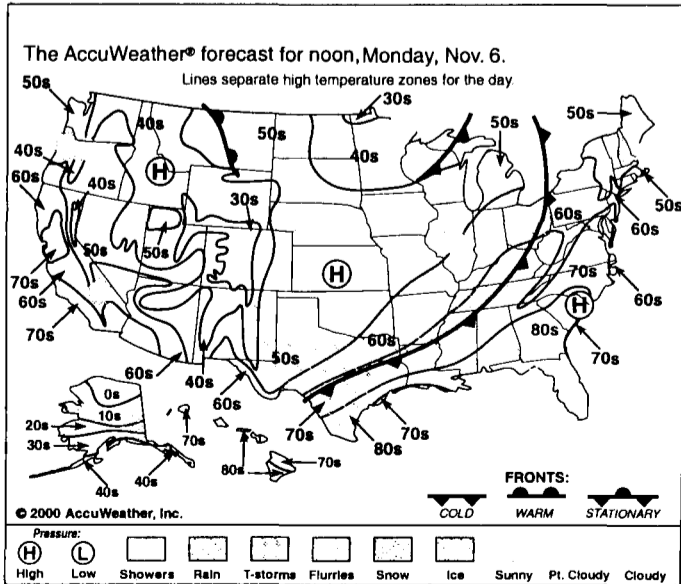 The AccuWeather® forecast for noon, Monday, Nov. 6.
Lines separate high temperature zones for the day.
50s 40s 50s 30s 50s 50s
40s 40s
60s 40s H 30s 50s
60s 60s
50s 50s H 70s
70s 60s
60s H
70s 60s 80s
60s 40s 50s 60s 70s
0s 60s
10s 70s 70s
20s 70s 80s
30s 80s 70s
40s 40s
FRONTS:
COLD WARM STATIONARY
© 2000 AccuWeather, Inc.
Pressure:
H L
High Low Showers Rain T-storms Flurries Snow Ice Sunny Pt. Cloudy Cloudy